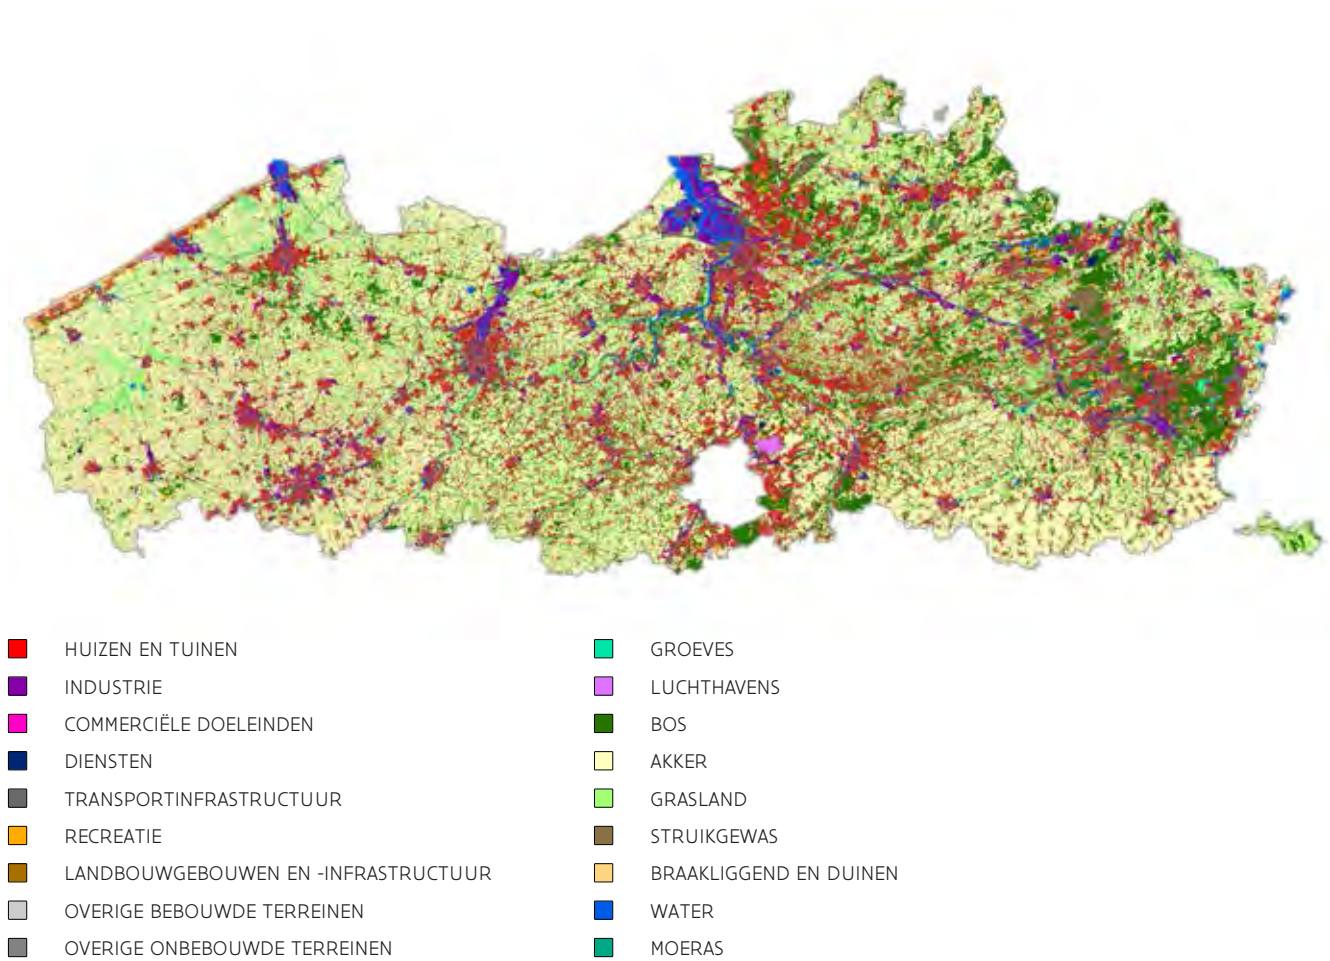 HUIZEN EN TUINEN
INDUSTRIE
COMMERCIËLE DOELEINDEN
DIENSTEN
TRANSPORTINFRASTRUCTUUR
RECREATIE
LANDBOUWGEBOUWEN EN -INFRASTRUCTUUR
OVERIGE BEBOUWDE TERREINEN
OVERIGE ONBEBOUWDE TERREINEN
GROEVES
LUCHTHAVENS
BOS
AKKER
GRASLAND
STRUIKGEWAS
BRAAKLIGGEND EN DUINEN
WATER
MOERAS